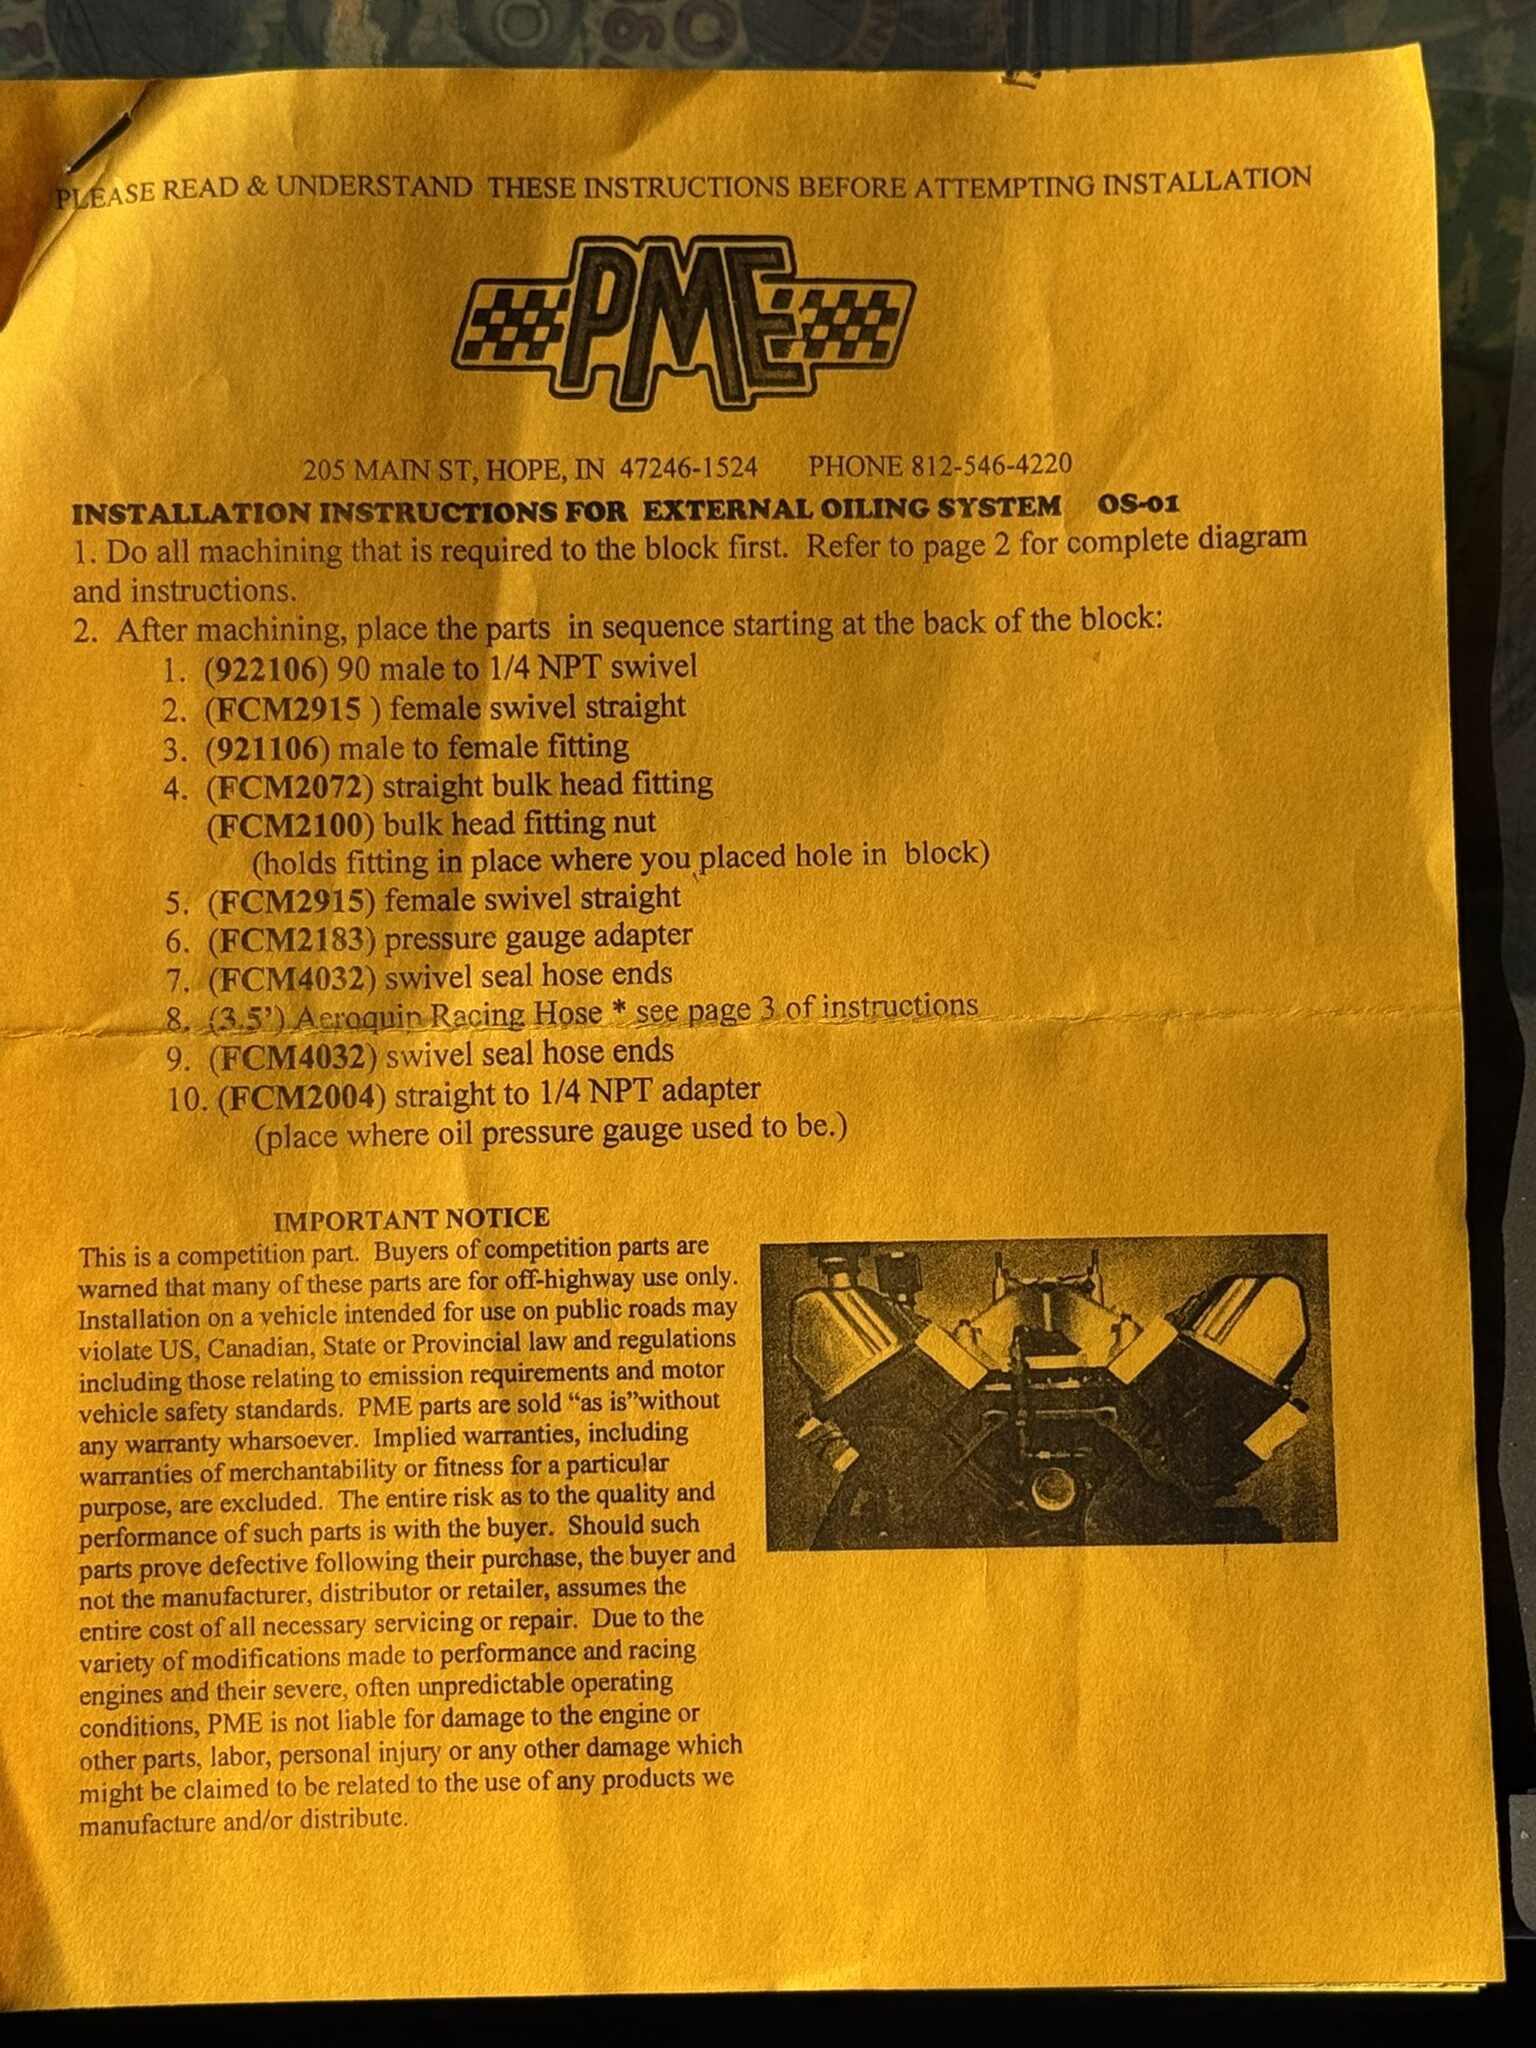 PLEASE READ & UNDERSTAND THESE INSTRUCTIONS BEFORE ATTEMPTING INSTALLATION
PME
205 MAIN ST, HOPE, IN 47246-1524 PHONE 812-546-4220
INSTALLATION INSTRUCTIONS FOR EXTERNAL OILING SYSTEM OS-01
1. Do all machining that is required to the block first. Refer to page 2 for complete diagram
and instructions.
2. After machining, place the parts in sequence starting at the back of the block:
1. (922106) 90 male to 1/4 NPT swivel
2. (FCM2915 ) female swivel straight
3. (921106) male to female fitting
4. (FCM2072) straight bulk head fitting
(FCM2100) bulk head fitting nut
(holds fitting in place where you placed hole in block)
5. (FCM2915) female swivel straight
6. (FCM2183) pressure gauge adapter
7. (FCM4032) swivel seal hose ends
8. (3.5') Aeroquip Racing Hose * see page 3 of instructions
9. (FCM4032) swivel seal hose ends
10. (FCM2004) straight to 1/4 NPT adapter
(place where oil pressure gauge used to be.)
IMPORTANT NOTICE
This is a competition part. Buyers of competition parts are
warned that many of these parts are for off-highway use only.
Installation on a vehicle intended for use on public roads may
violate US, Canadian, State or Provincial law and regulations
including those relating to emission requirements and motor
vehicle safety standards. PME parts are sold “as is”without
any warranty wharsoever. Implied warranties, including
warranties of merchantability or fitness for a particular
purpose, are excluded. The entire risk as to the quality and
performance of such parts is with the buyer. Should such
parts prove defective following their purchase, the buyer and
not the manufacturer, distributor or retailer, assumes the
entire cost of all necessary servicing or repair. Due to the
variety of modifications made to performance and racing
engines and their severe, often unpredictable operating
conditions, PME is not liable for damage to the engine or
other parts, labor, personal injury or any other damage which
might be claimed to be related to the use of any products we
manufacture and/or distribute.